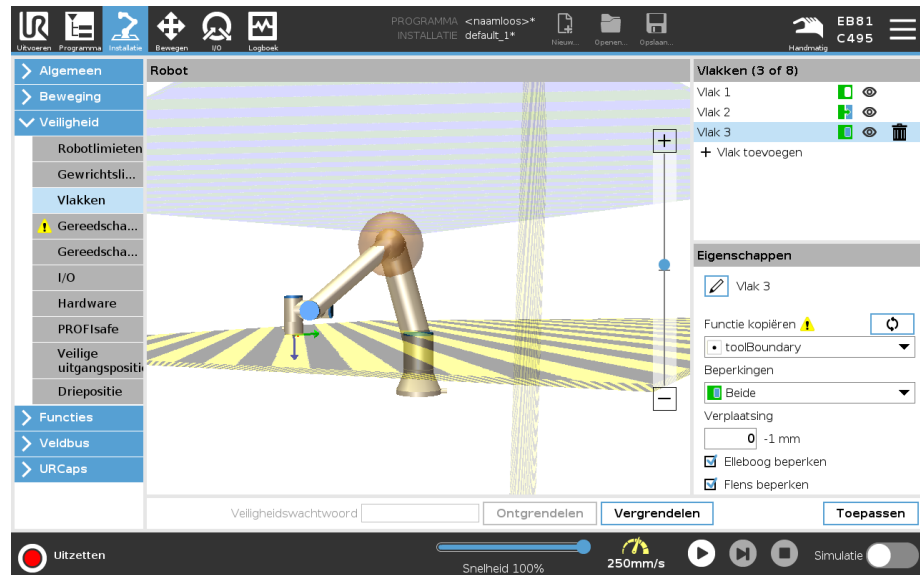 PROGRAMMA <naamloos>*
INSTALLATIE default_1*
EB81
C495
Uitvoeren Programma Installatie Bewegen I/O Logboek
Nieuw... Openen... Opslaan... Handmatig
Algemeen
Beweging
Veiligheid
Robotlimieten
Gewrichtsli...
Vlakken
Gereedscha...
Gereedscha...
I/O
Hardware
PROFIsafe
Veilige
uitgangspositi
Driepositie
Functies
Veldbus
URCaps
Robot
Vlakken (3 of 8)
Vlak 1
Vlak 2
Vlak 3
+ Vlak toevoegen
Eigenschappen
Vlak 3
Functie kopiëren
toolBoundary
Beperkingen
Beide
Verplaatsing
0 -1 mm
Elleboog beperken
Flens beperken
Veiligheidswachtwoord Ontgrendelen Vergrendelen Toepassen
Uitzetten
Snelheid 100%
250mm/s
Simulatie